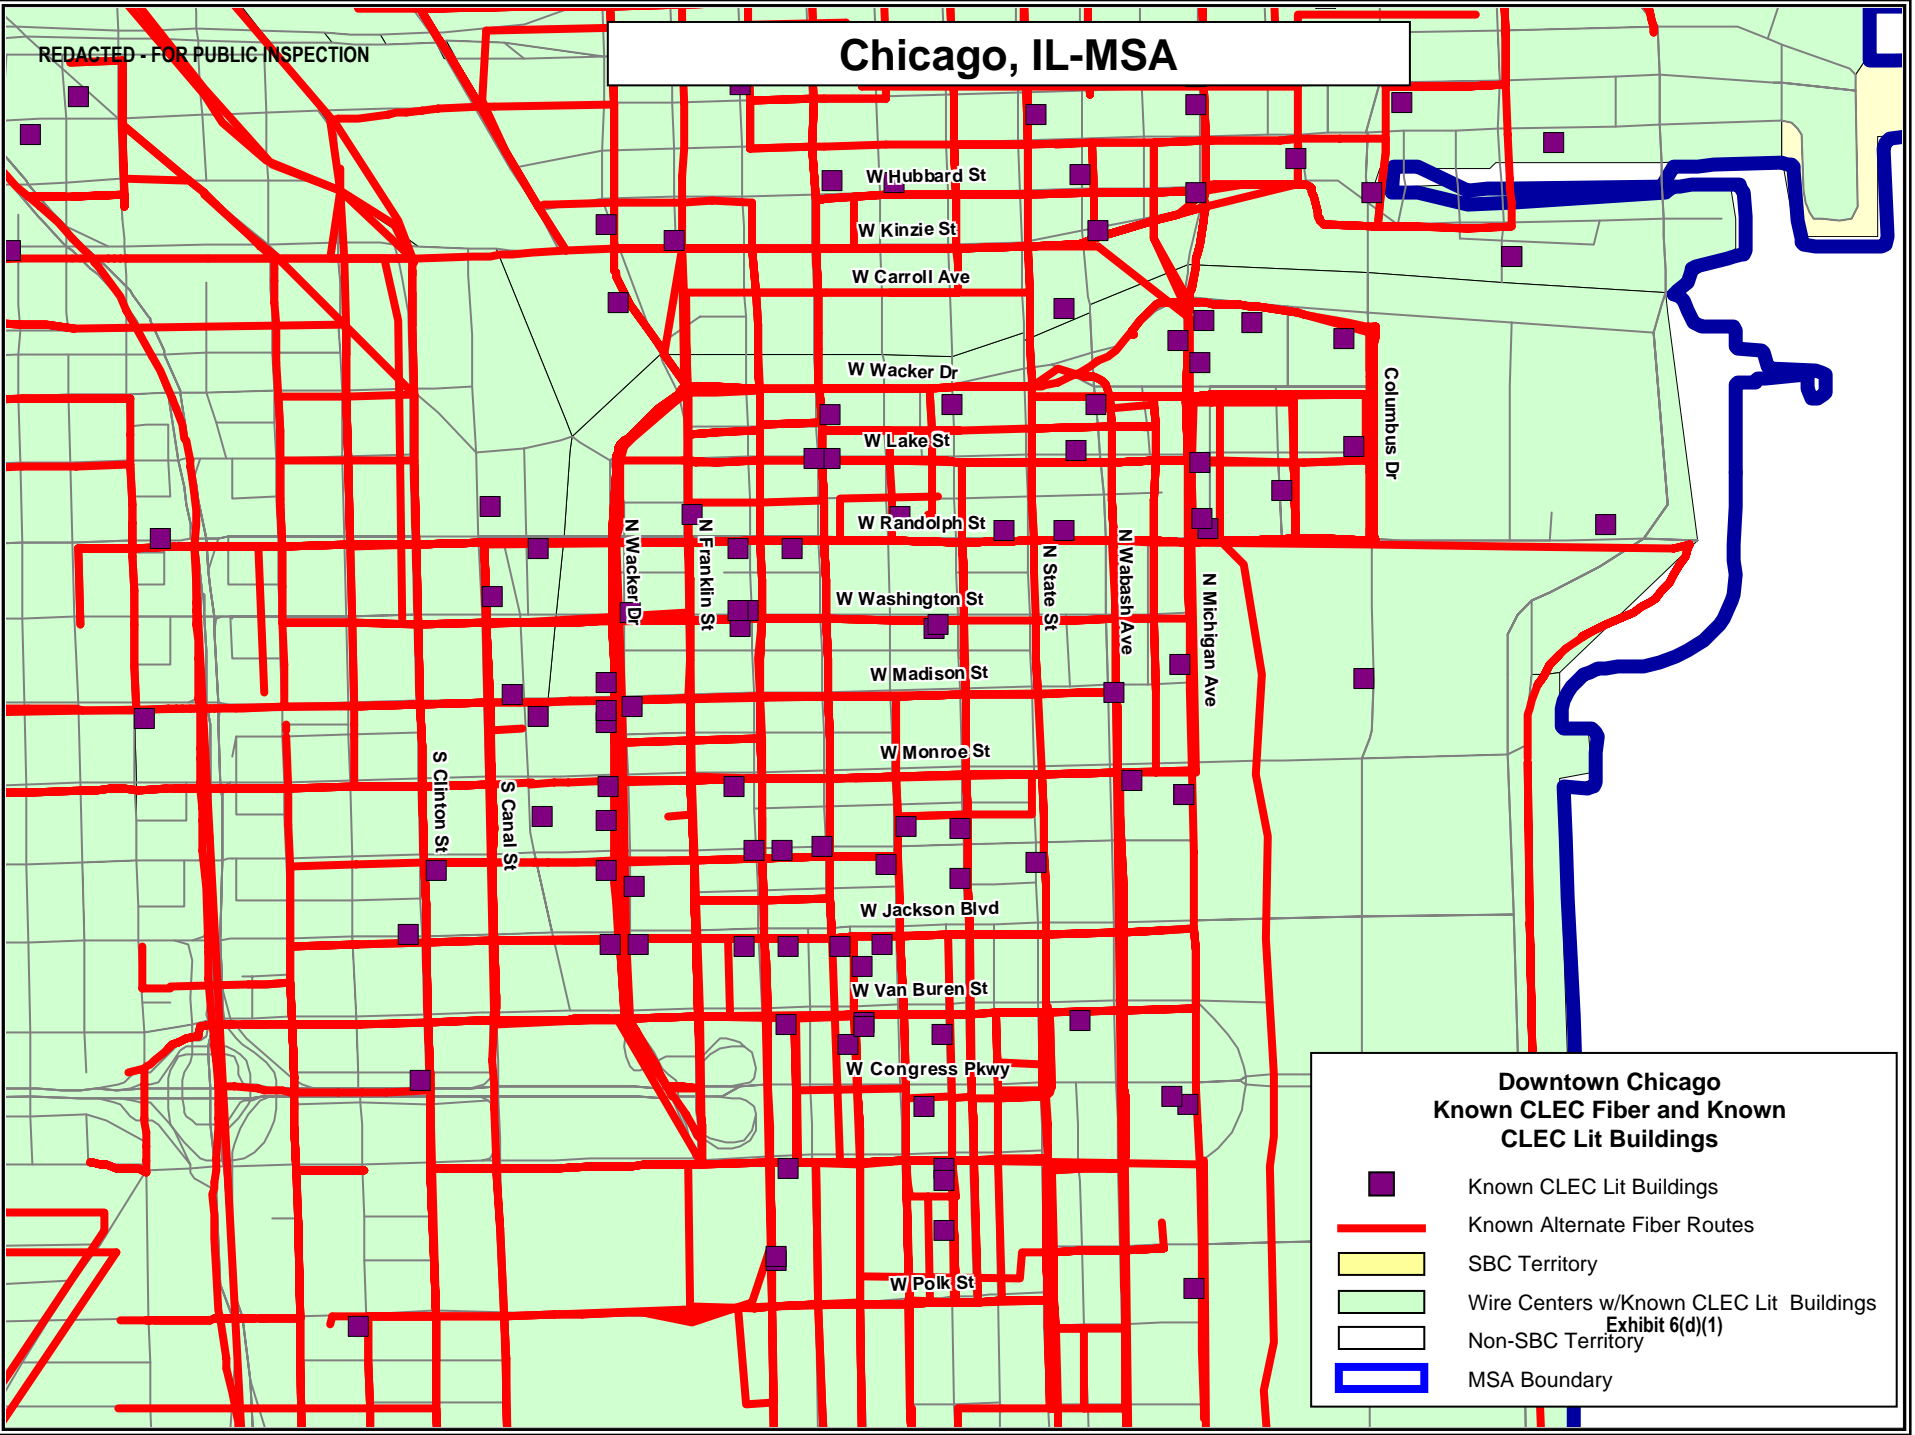 REDACTED - FOR PUBLIC INSPECTION
Chicago, IL-MSA
W Hubbard St
W Kinzie St
W Carroll Ave
W Wacker Dr
Columbus Dr
W Lake St
W Randolph St
N Wacker Dr
N Franklin St
N State St
N Wabash Ave
N Michigan Ave
W Washington St
W Madison St
W Monroe St
S Clinton St
S Canal St
W Jackson Blvd
W Van Buren St
W Congress Pkwy
W Polk St
Downtown Chicago
Known CLEC Fiber and Known
CLEC Lit Buildings
Known CLEC Lit Buildings
Known Alternate Fiber Routes
SBC Territory
Wire Centers w/Known CLEC Lit Buildings
Exhibit 6(d)(1)
Non-SBC Territory
MSA Boundary